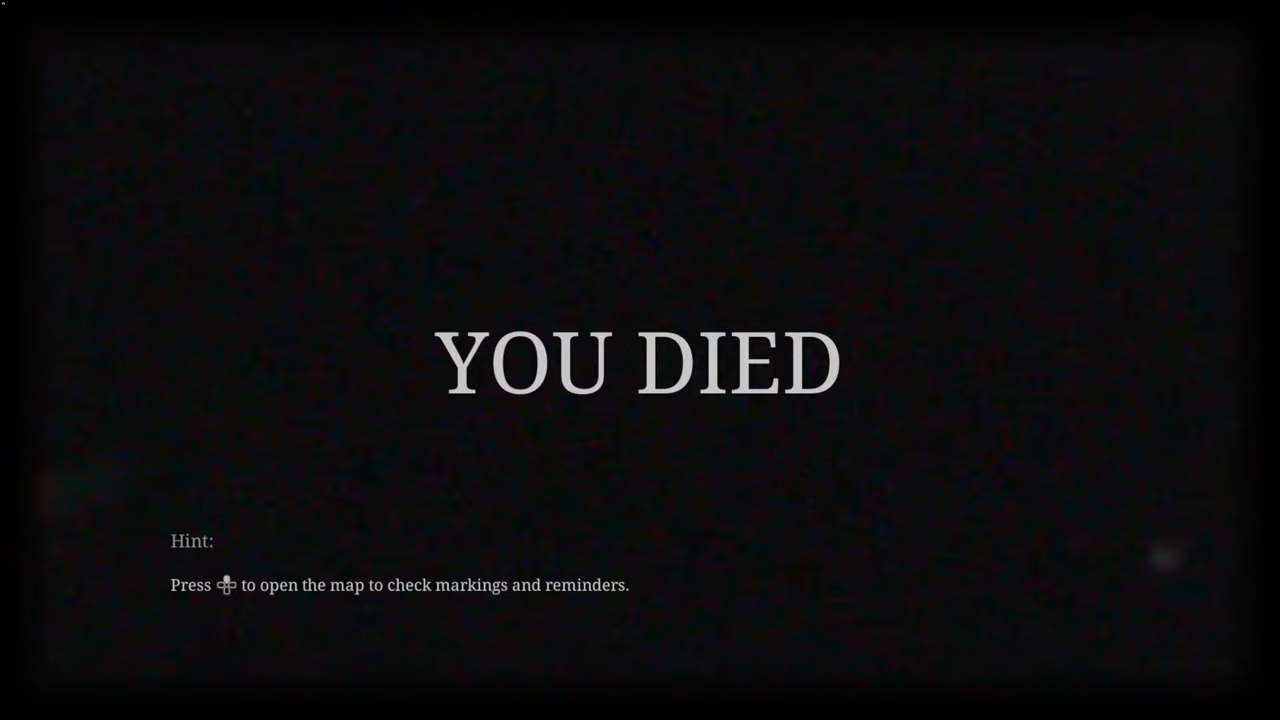 YOU DIED
Hint:
Press to open the map to check markings and reminders.